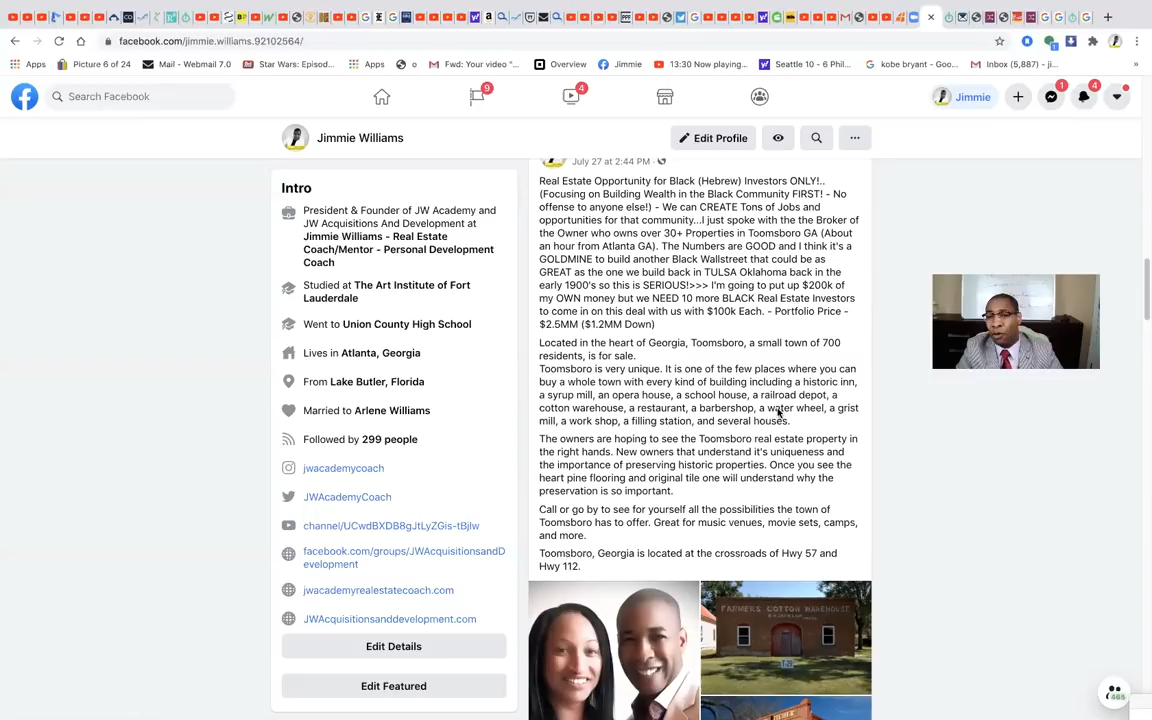 facebook.com/jimmie.williams.92102564/
Apps
Picture 6 of 24
Mail - Webmail 7.0
Star Wars: Episod...
Apps
o
Fwd: Your video "...
Overview
Jimmie
13:30 Now playing...
Seattle 10 - 6 Phil...
kobe bryant - Goo...
Inbox (5,887) - ji...
»
Search Facebook
9
4
Jimmie
1
4
Jimmie Williams
Edit Profile
Intro
President & Founder of JW Academy and
JW Acquisitions And Development at
Jimmie Williams - Real Estate
Coach/Mentor - Personal Development
Coach
Studied at The Art Institute of Fort
Lauderdale
Went to Union County High School
Lives in Atlanta, Georgia
From Lake Butler, Florida
Married to Arlene Williams
Followed by 299 people
jwacademycoach
JWAcademyCoach
channel/UCwdBXDB8gJtLyZGis-tBjlw
facebook.com/groups/JWAcquisitionsandD
evelopment
jwacademyrealestatecoach.com
JWAcquisitionsanddevelopment.com
Edit Details
Edit Featured
July 27 at 2:44 PM ·
Real Estate Opportunity for Black (Hebrew) Investors ONLY!..
(Focusing on Building Wealth in the Black Community FIRST! - No
offense to anyone else!) - We can CREATE Tons of Jobs and
opportunities for that community...I just spoke with the the Broker of
the Owner who owns over 30+ Properties in Toomsboro GA (About
an hour from Atlanta GA). The Numbers are GOOD and I think it's a
GOLDMINE to building another Black Wallstreet that could be as
GREAT as the one we build back in TULSA Oklahoma back in the
early 1900's so this is SERIOUS!>>> I'm going to put up $200k of
my OWN money but we NEED 10 more BLACK Real Estate Investors
to come in on this deal with us with $100k Each. - Portfolio Price -
$2.5MM ($1.2MM Down)
Located in the heart of Georgia, Toomsboro, a small town of 700
residents, is for sale.
Toomsboro is very unique. It is one of the few places where you can
buy a whole town with every kind of building including a historic inn,
a syrup mill, an opera house, a school house, a railroad depot, a
cotton warehouse, a restaurant, a barbershop, a water wheel, a grist
mill, a work shop, a filling station, and several houses.
The owners are hoping to see the Toomsboro real estate property in
the right hands. New owners that understand it's uniqueness and
the importance of preserving historic properties. Once you see the
heart pine flooring and original tile one will understand why the
preservation is so important.
Call or go by to see for yourself all the possibilities the town of
Toomsboro has to offer. Great for music venues, movie sets, camps,
and more.
Toomsboro, Georgia is located at the crossroads of Hwy 57 and
Hwy 112.
FARMERS COTTON WAREHOUSE
465